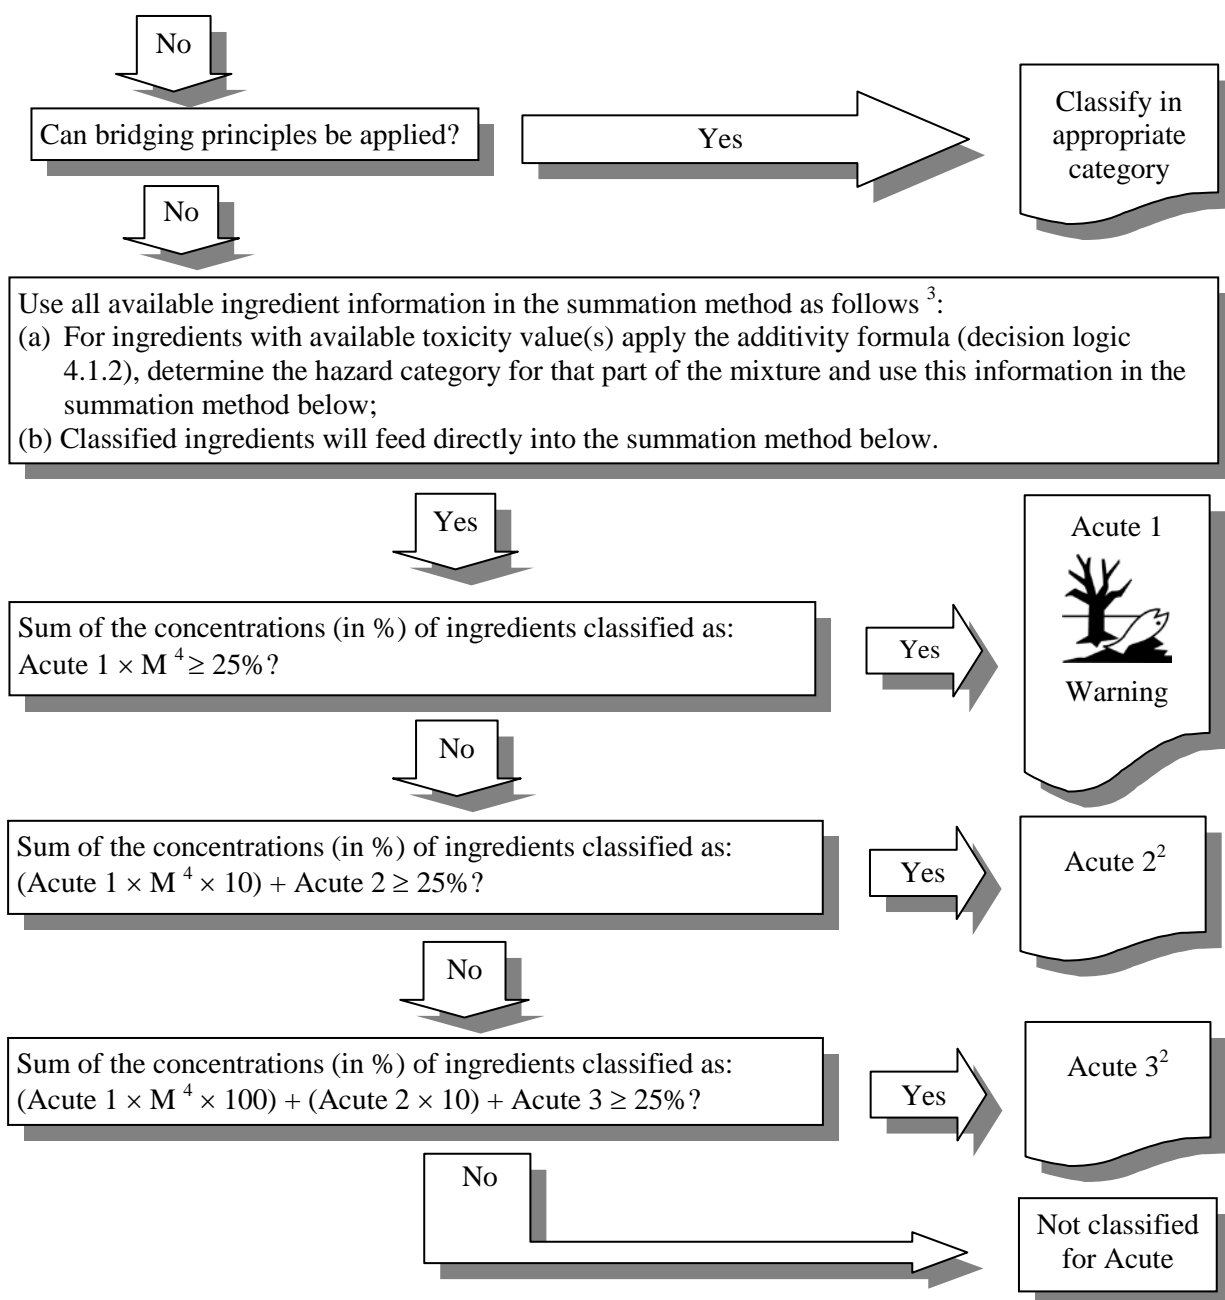 No
Can bridging principles be applied?
Yes
Classify in
appropriate
category
No
Use all available ingredient information in the summation method as follows ³:
(a) For ingredients with available toxicity value(s) apply the additivity formula (decision logic
4.1.2), determine the hazard category for that part of the mixture and use this information in the
summation method below;
(b) Classified ingredients will feed directly into the summation method below.
Yes
Acute 1
Warning
Sum of the concentrations (in %) of ingredients classified as:
Acute 1 × M ⁴ ≥ 25%?
Yes
No
Sum of the concentrations (in %) of ingredients classified as:
(Acute 1 × M ⁴ × 10) + Acute 2 ≥ 25%?
Yes
Acute 2²
No
Sum of the concentrations (in %) of ingredients classified as:
(Acute 1 × M ⁴ × 100) + (Acute 2 × 10) + Acute 3 ≥ 25%?
Yes
Acute 3²
No
Not classified
for Acute